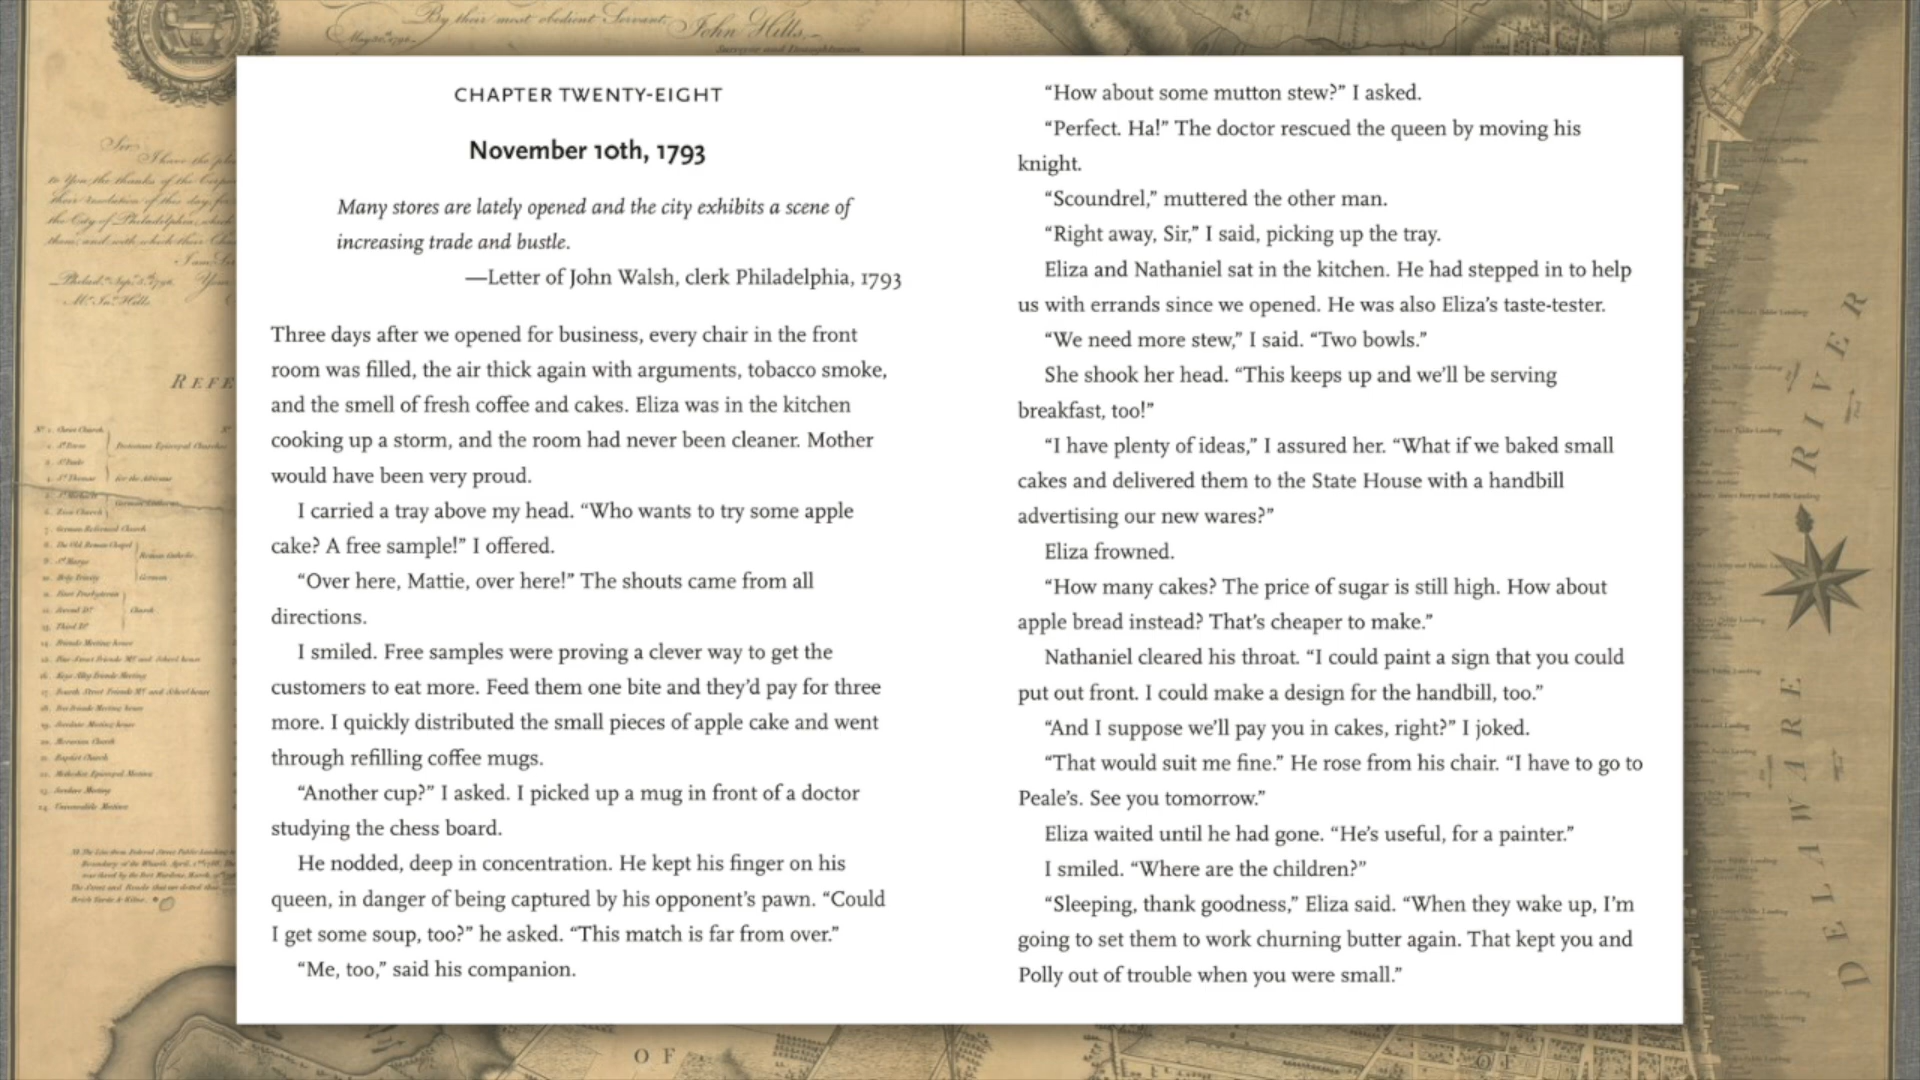 By their most obedient Servant,
John Hills,
Surveyor and Draughtsman
Sir
I have the
REFE
CHAPTER TWENTY-EIGHT
November 10th, 1793
Many stores are lately opened and the city exhibits a scene of
increasing trade and bustle.
—Letter of John Walsh, clerk Philadelphia, 1793
Three days after we opened for business, every chair in the front
room was filled, the air thick again with arguments, tobacco smoke,
and the smell of fresh coffee and cakes. Eliza was in the kitchen
cooking up a storm, and the room had never been cleaner. Mother
would have been very proud.
I carried a tray above my head. “Who wants to try some apple
cake? A free sample!” I offered.
“Over here, Mattie, over here!” The shouts came from all
directions.
I smiled. Free samples were proving a clever way to get the
customers to eat more. Feed them one bite and they’d pay for three
more. I quickly distributed the small pieces of apple cake and went
through refilling coffee mugs.
“Another cup?” I asked. I picked up a mug in front of a doctor
studying the chess board.
He nodded, deep in concentration. He kept his finger on his
queen, in danger of being captured by his opponent’s pawn. “Could
I get some soup, too?” he asked. “This match is far from over.”
“Me, too,” said his companion.
“How about some mutton stew?” I asked.
“Perfect. Ha!” The doctor rescued the queen by moving his
knight.
“Scoundrel,” muttered the other man.
“Right away, Sir,” I said, picking up the tray.
Eliza and Nathaniel sat in the kitchen. He had stepped in to help
us with errands since we opened. He was also Eliza’s taste-tester.
“We need more stew,” I said. “Two bowls.”
She shook her head. “This keeps up and we’ll be serving
breakfast, too!”
“I have plenty of ideas,” I assured her. “What if we baked small
cakes and delivered them to the State House with a handbill
advertising our new wares?”
Eliza frowned.
“How many cakes? The price of sugar is still high. How about
apple bread instead? That’s cheaper to make.”
Nathaniel cleared his throat. “I could paint a sign that you could
put out front. I could make a design for the handbill, too.”
“And I suppose we’ll pay you in cakes, right?” I joked.
“That would suit me fine.” He rose from his chair. “I have to go to
Peale’s. See you tomorrow.”
Eliza waited until he had gone. “He’s useful, for a painter.”
I smiled. “Where are the children?”
“Sleeping, thank goodness,” Eliza said. “When they wake up, I’m
going to set them to work churning butter again. That kept you and
Polly out of trouble when you were small.”
DELAWARE RIVER
OF
OF